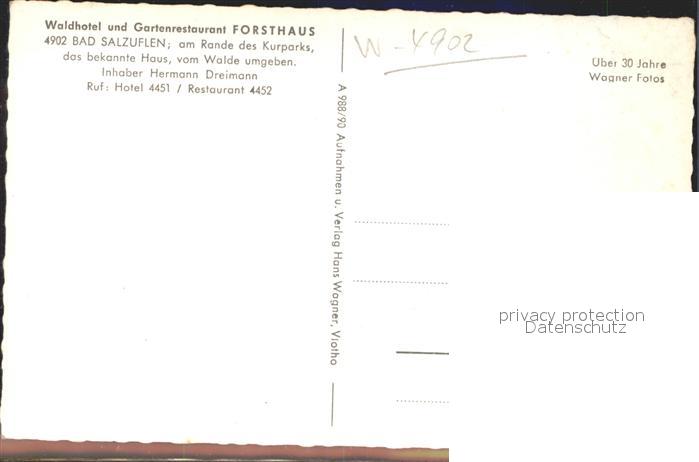 Waldhotel und Gartenrestaurant FORSTHAUS
4902 BAD SALZUFLEN; am Rande des Kurparks,
das bekannte Haus, vom Walde umgeben.
Inhaber Hermann Dreimann
Ruf: Hotel 4451 / Restaurant 4452
W - 4902
Über 30 Jahre
Wagner Fotos
A 988/90 Aufnahmen u. Verlag Hans Wagner, Vlotho
privacy protection
Datenschutz